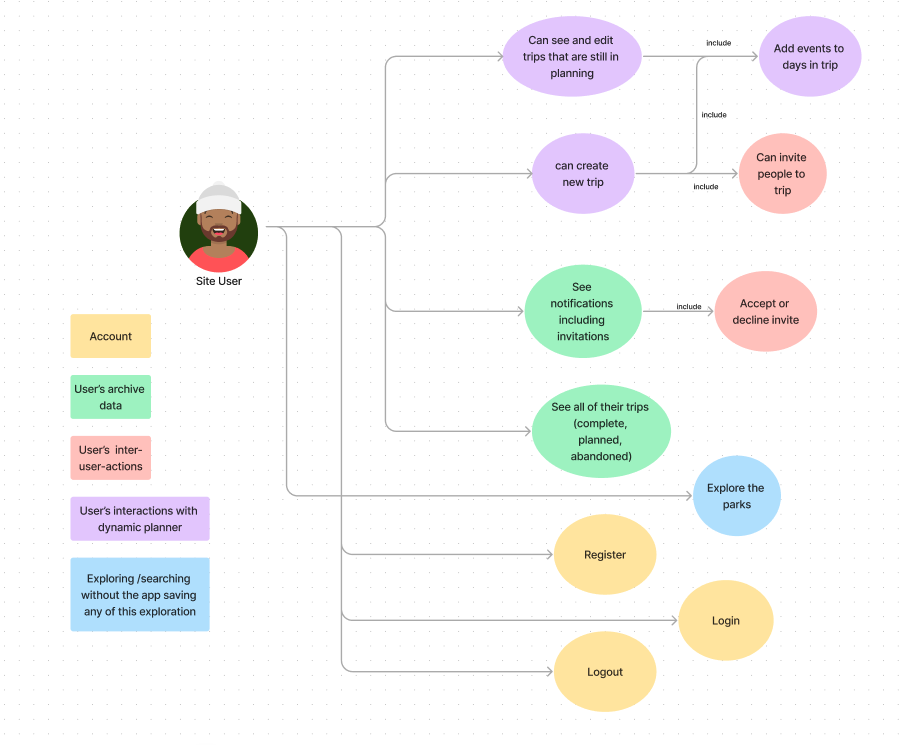 Can see and edit
trips that are still in
planning
include
Add events to
days in trip
include
can create
new trip
include
Can invite
people to
trip
Site User
See
notifications
including
invitations
include
Accept or
decline invite
Account
User's archive
data
User's inter-
user-actions
User's interactions with
dynamic planner
Exploring /searching
without the app saving
any of this exploration
See all of their trips
(complete,
planned,
abandoned)
Explore the
parks
Register
Login
Logout